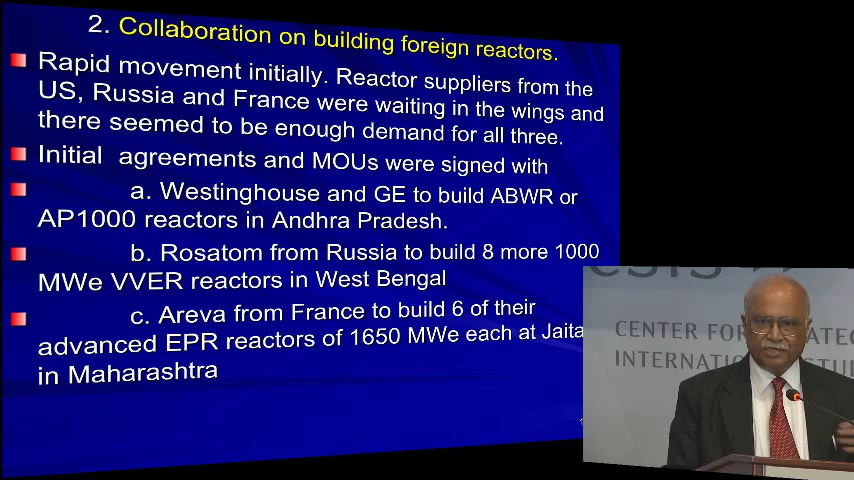 2. Collaboration on building foreign reactors.
Rapid movement initially. Reactor suppliers from the
US, Russia and France were waiting in the wings and
there seemed to be enough demand for all three.
Initial agreements and MOUs were signed with
a. Westinghouse and GE to build ABWR or
AP1000 reactors in Andhra Pradesh.
b. Rosatom from Russia to build 8 more 1000
MWe VVER reactors in West Bengal
c. Areva from France to build 6 of their
advanced EPR reactors of 1650 MWe each at Jaita
in Maharashtra
CSIS
CENTER FOR
INTERNATIONAL